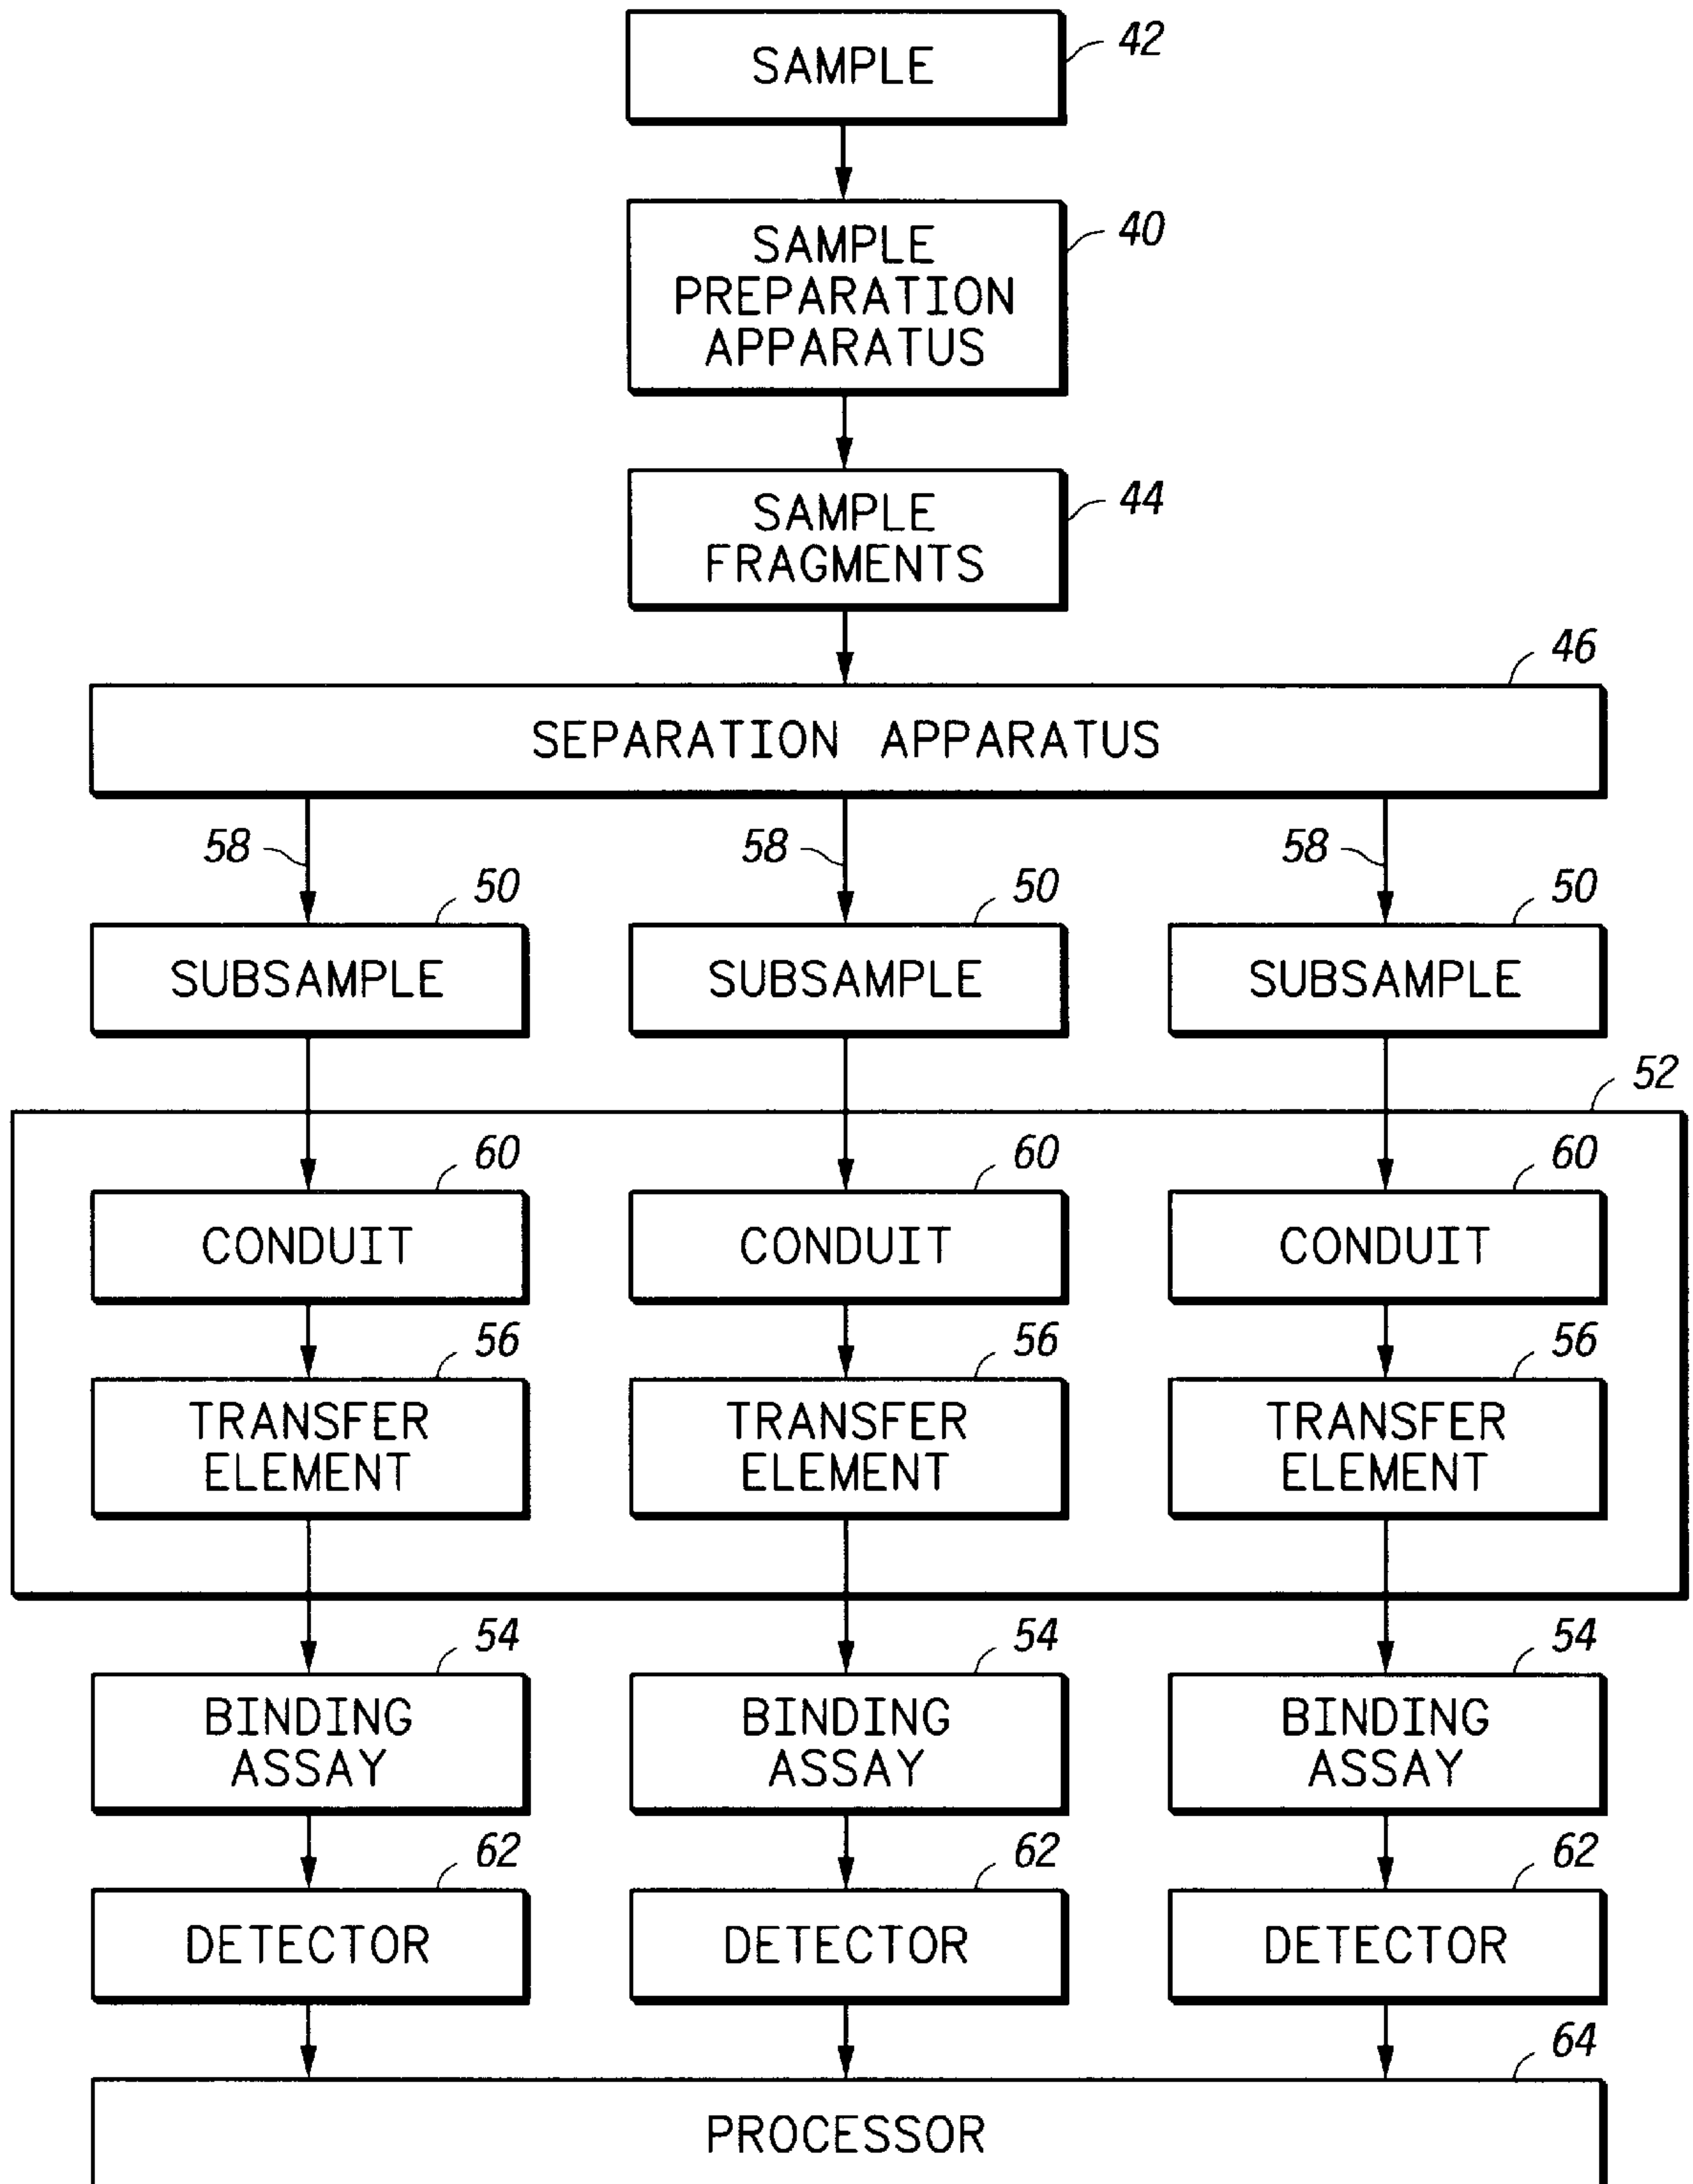 SAMPLE
42
SAMPLE
PREPARATION
APPARATUS
40
SAMPLE
FRAGMENTS
44
46
SEPARATION APPARATUS
58
58
58
50
50
50
SUBSAMPLE
SUBSAMPLE
SUBSAMPLE
52
60
60
60
CONDUIT
CONDUIT
CONDUIT
56
56
56
TRANSFER
ELEMENT
TRANSFER
ELEMENT
TRANSFER
ELEMENT
54
54
54
BINDING
ASSAY
BINDING
ASSAY
BINDING
ASSAY
62
62
62
DETECTOR
DETECTOR
DETECTOR
64
PROCESSOR